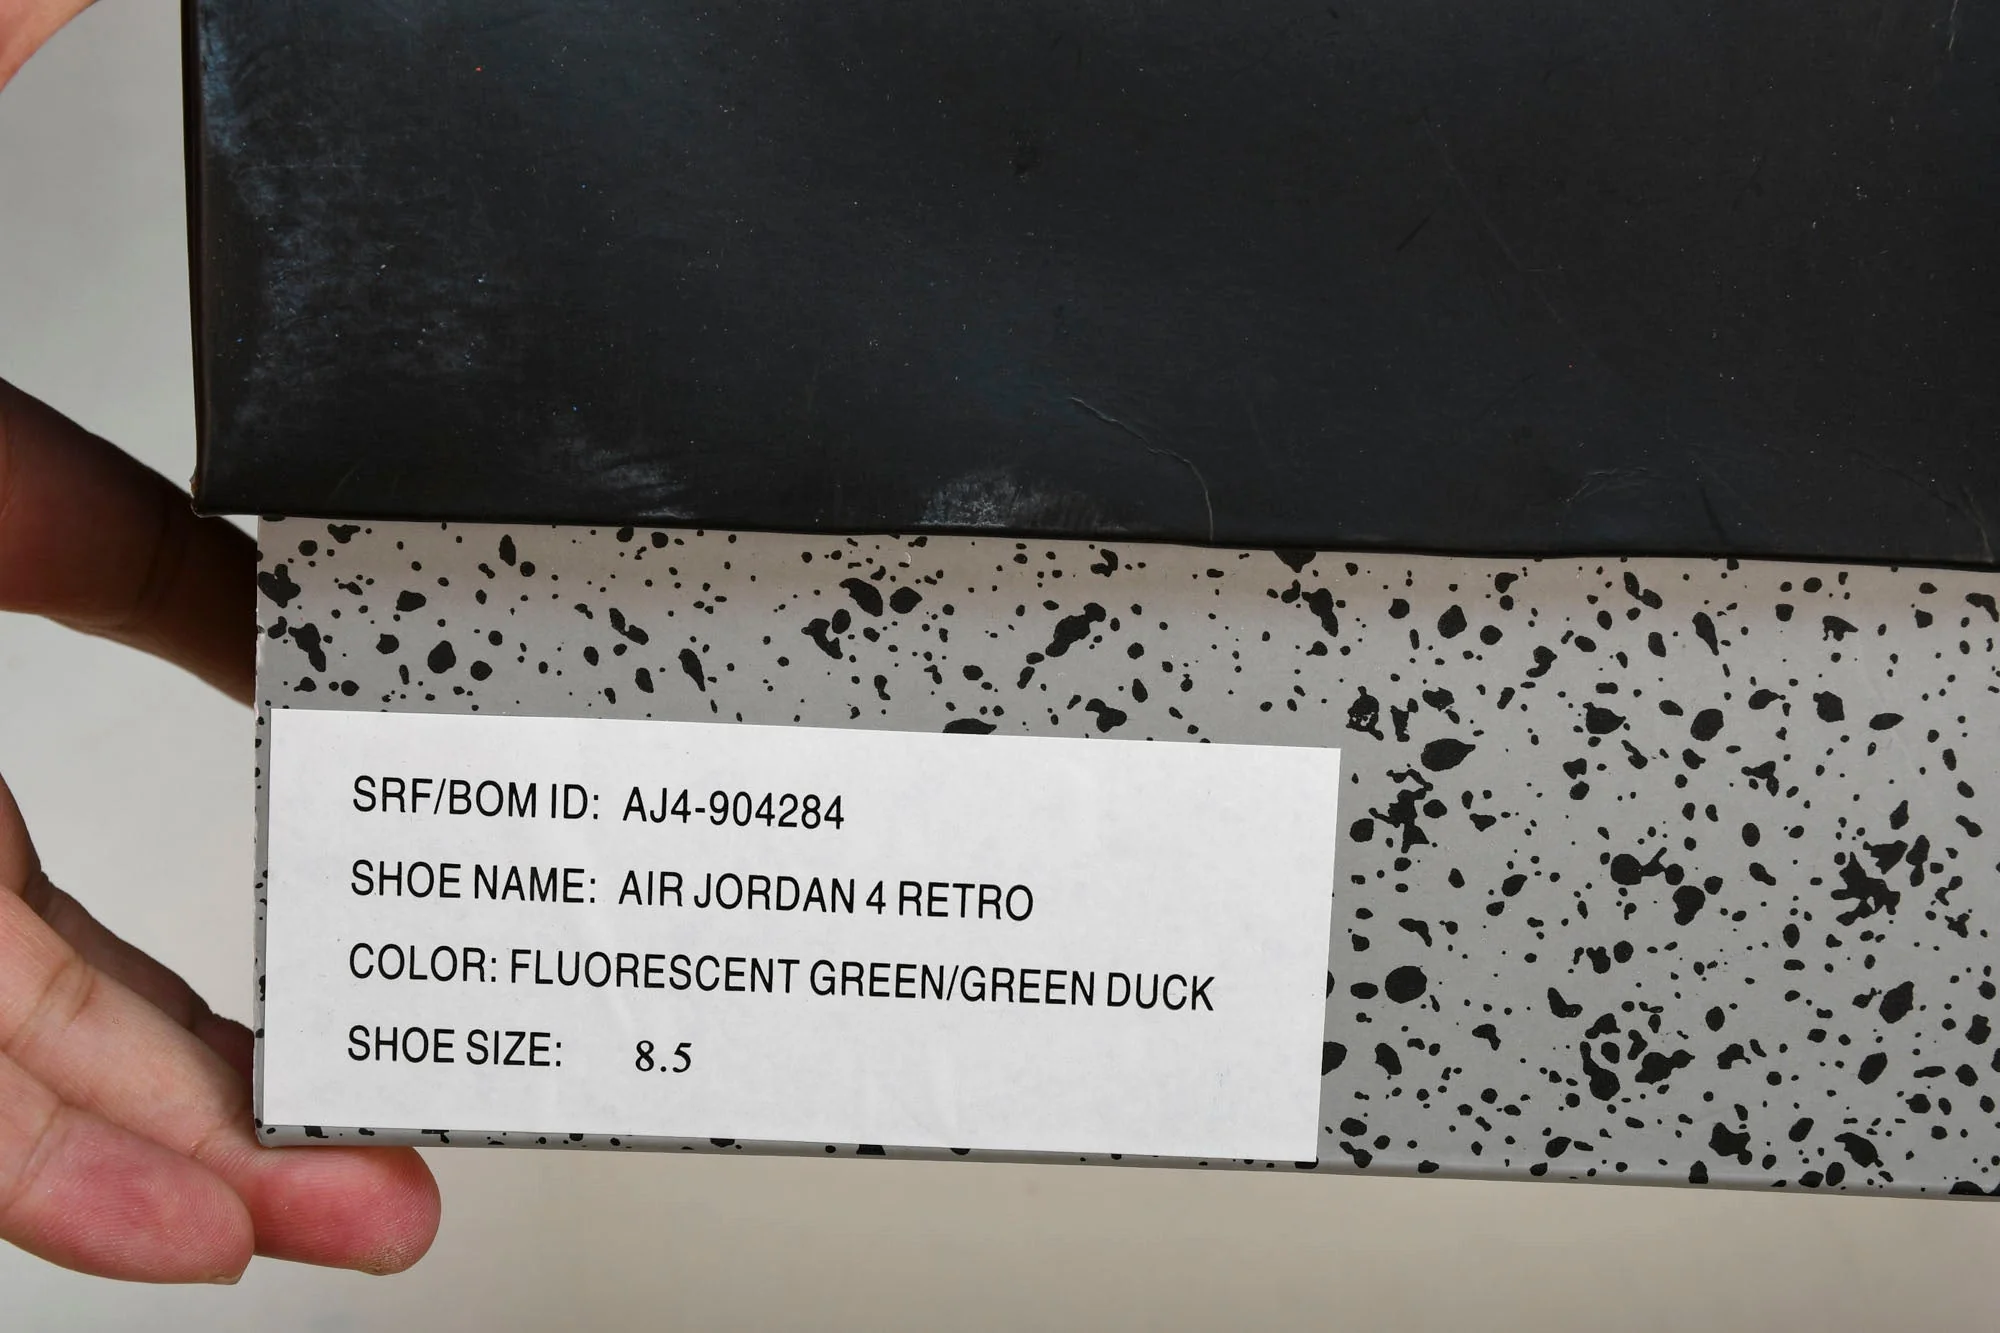 SRF/BOM ID: AJ4-904284
SHOE NAME: AIR JORDAN 4 RETRO
COLOR: FLUORESCENT GREEN/GREEN DUCK
SHOE SIZE: 8.5